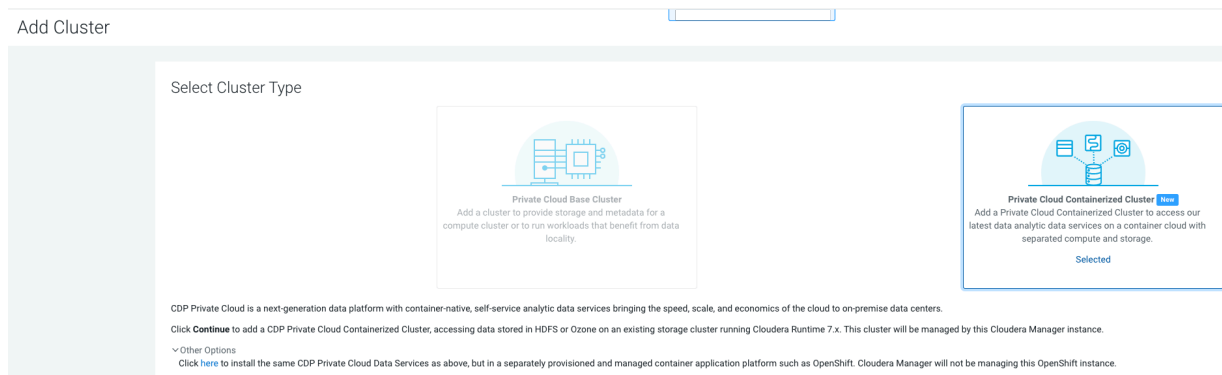 Add Cluster
Select Cluster Type
Private Cloud Base Cluster
Add a cluster to provide storage and metadata for a
compute cluster or to run workloads that benefit from data
locality.
Private Cloud Containerized Cluster New
Add a Private Cloud Containerized Cluster to access our
latest data analytic data services on a container cloud with
separated compute and storage.
Selected
CDP Private Cloud is a next-generation data platform with container-native, self-service analytic data services bringing the speed, scale, and economics of the cloud to on-premise data centers.
Click Continue to add a CDP Private Cloud Containerized Cluster, accessing data stored in HDFS or Ozone on an existing storage cluster running Cloudera Runtime 7.x. This cluster will be managed by this Cloudera Manager instance.
Other Options
Click here to install the same CDP Private Cloud Data Services as above, but in a separately provisioned and managed container application platform such as OpenShift. Cloudera Manager will not be managing this OpenShift instance.